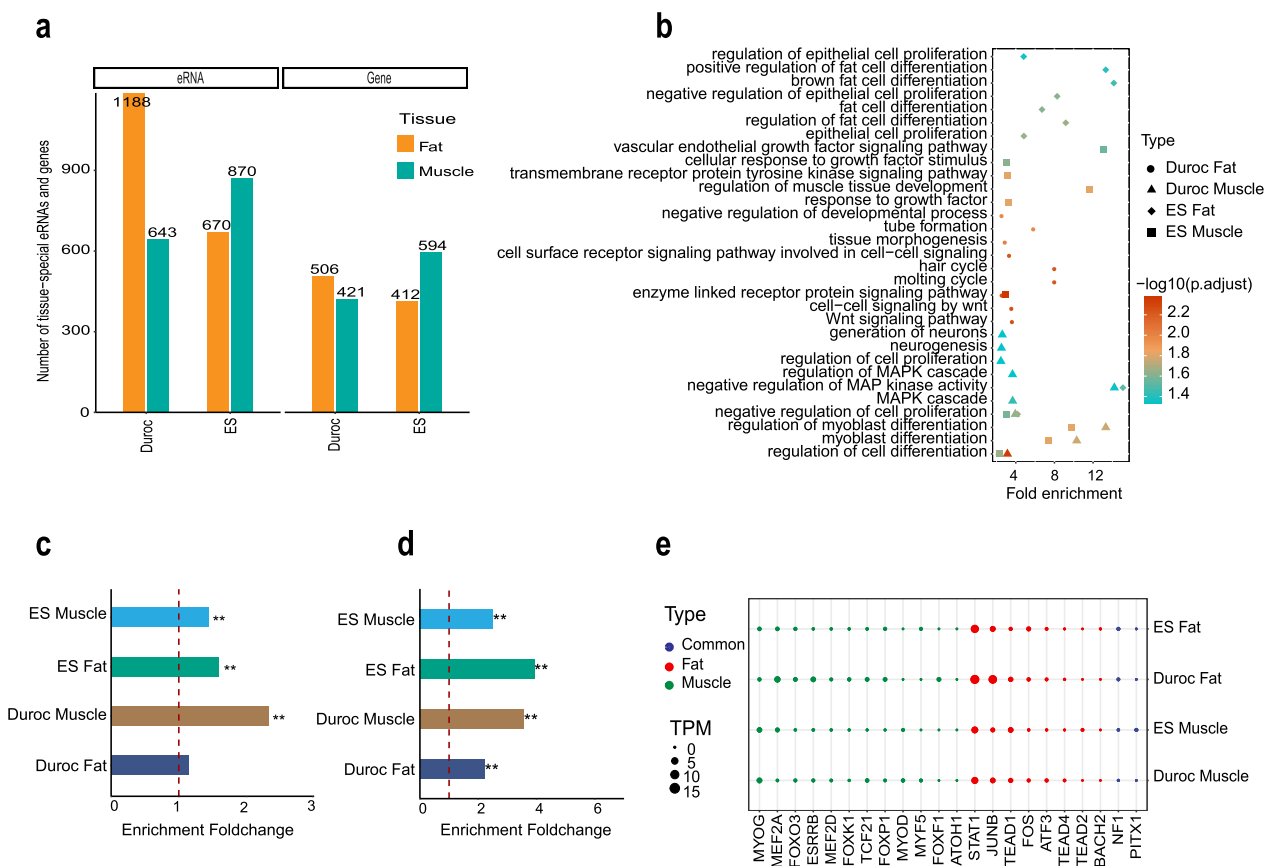 a
eRNA
Gene
Number of tissue−special eRNAs and genes
900
600
300
0
1188
643
670
870
506
421
412
594
Tissue
Fat
Muscle
Duroc
ES
Duroc
ES
b
regulation of epithelial cell proliferation
positive regulation of fat cell differentiation
brown fat cell differentiation
negative regulation of epithelial cell proliferation
fat cell differentiation
regulation of fat cell differentiation
epithelial cell proliferation
vascular endothelial growth factor signaling pathway
cellular response to growth factor stimulus
transmembrane receptor protein tyrosine kinase signaling pathway
regulation of muscle tissue development
response to growth factor
negative regulation of developmental process
tube formation
tissue morphogenesis
cell surface receptor signaling pathway involved in cell−cell signaling
hair cycle
molting cycle
enzyme linked receptor protein signaling pathway
cell−cell signaling by wnt
Wnt signaling pathway
generation of neurons
neurogenesis
regulation of cell proliferation
regulation of MAPK cascade
negative regulation of MAP kinase activity
MAPK cascade
negative regulation of cell proliferation
regulation of myoblast differentiation
myoblast differentiation
regulation of cell differentiation
4 8 12
Fold enrichment
Type
Duroc Fat
Duroc Muscle
ES Fat
ES Muscle
−log10(p.adjust)
2.2
2.0
1.8
1.6
1.4
c
ES Muscle **
ES Fat **
Duroc Muscle **
Duroc Fat
0 1 2 3
Enrichment Foldchange
d
ES Muscle **
ES Fat **
Duroc Muscle **
Duroc Fat **
0 2 4 6
Enrichment Foldchange
e
Type
Common
Fat
Muscle
TPM
0
5
10
15
ES Fat
Duroc Fat
ES Muscle
Duroc Muscle
MYOG
MEF2A
FOXO3
ESRRB
MEF2D
FOXK1
TCF21
FOXP1
MYOD
MYF5
FOXF1
ATOH1
STAT1
JUNB
TEAD1
FOS
ATF3
TEAD4
TEAD2
BACH2
NF1
PITX1